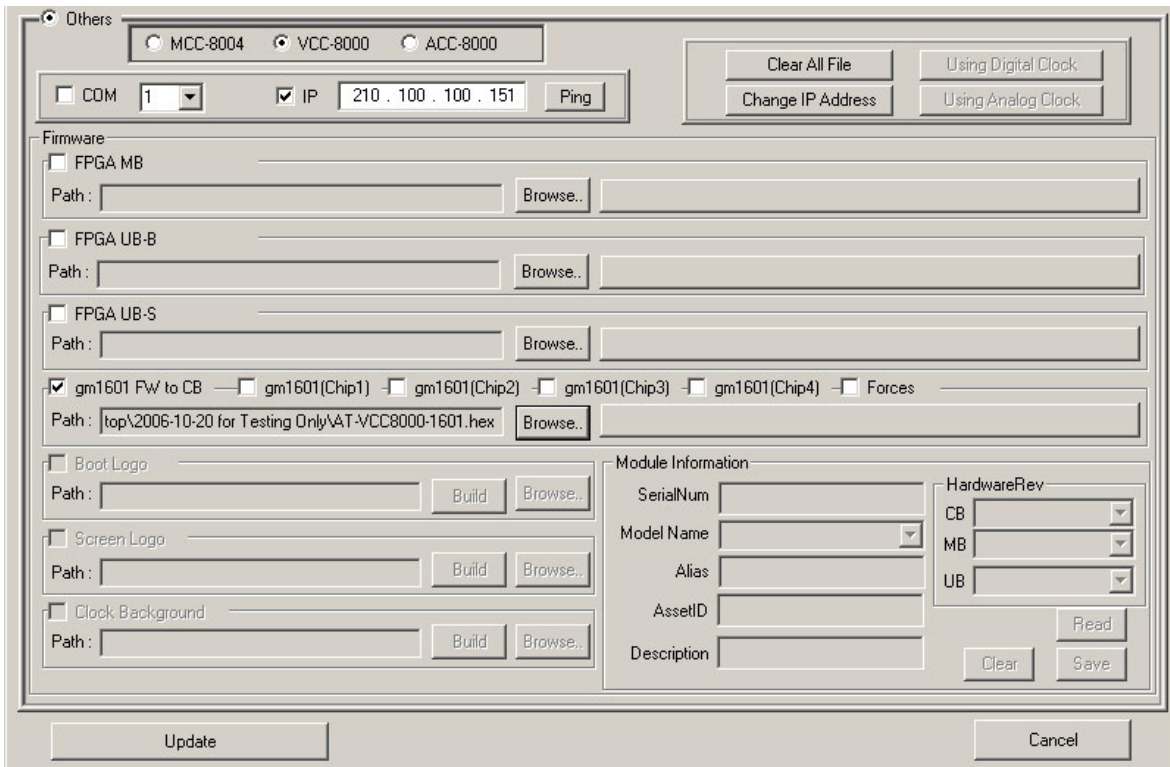 Others
MCC-8004 VCC-8000 ACC-8000
Clear All File Using Digital Clock
COM 1 IP 210 . 100 . 100 . 151 Ping
Change IP Address Using Analog Clock
Firmware
FPGA MB
Path : Browse..
FPGA UB-B
Path : Browse..
FPGA UB-S
Path : Browse..
gm1601 FW to CB gm1601(Chip1) gm1601(Chip2) gm1601(Chip3) gm1601(Chip4) Forces
Path : top\2006-10-20 for Testing Only\AT-VCC8000-1601.hex Browse..
Boot Logo
Path : Build Browse..
Screen Logo
Path : Build Browse..
Clock Background
Path : Build Browse..
Module Information
SerialNum
Model Name
Alias
AssetID
Description
HardwareRev
CB
MB
UB
Read
Clear Save
Update Cancel